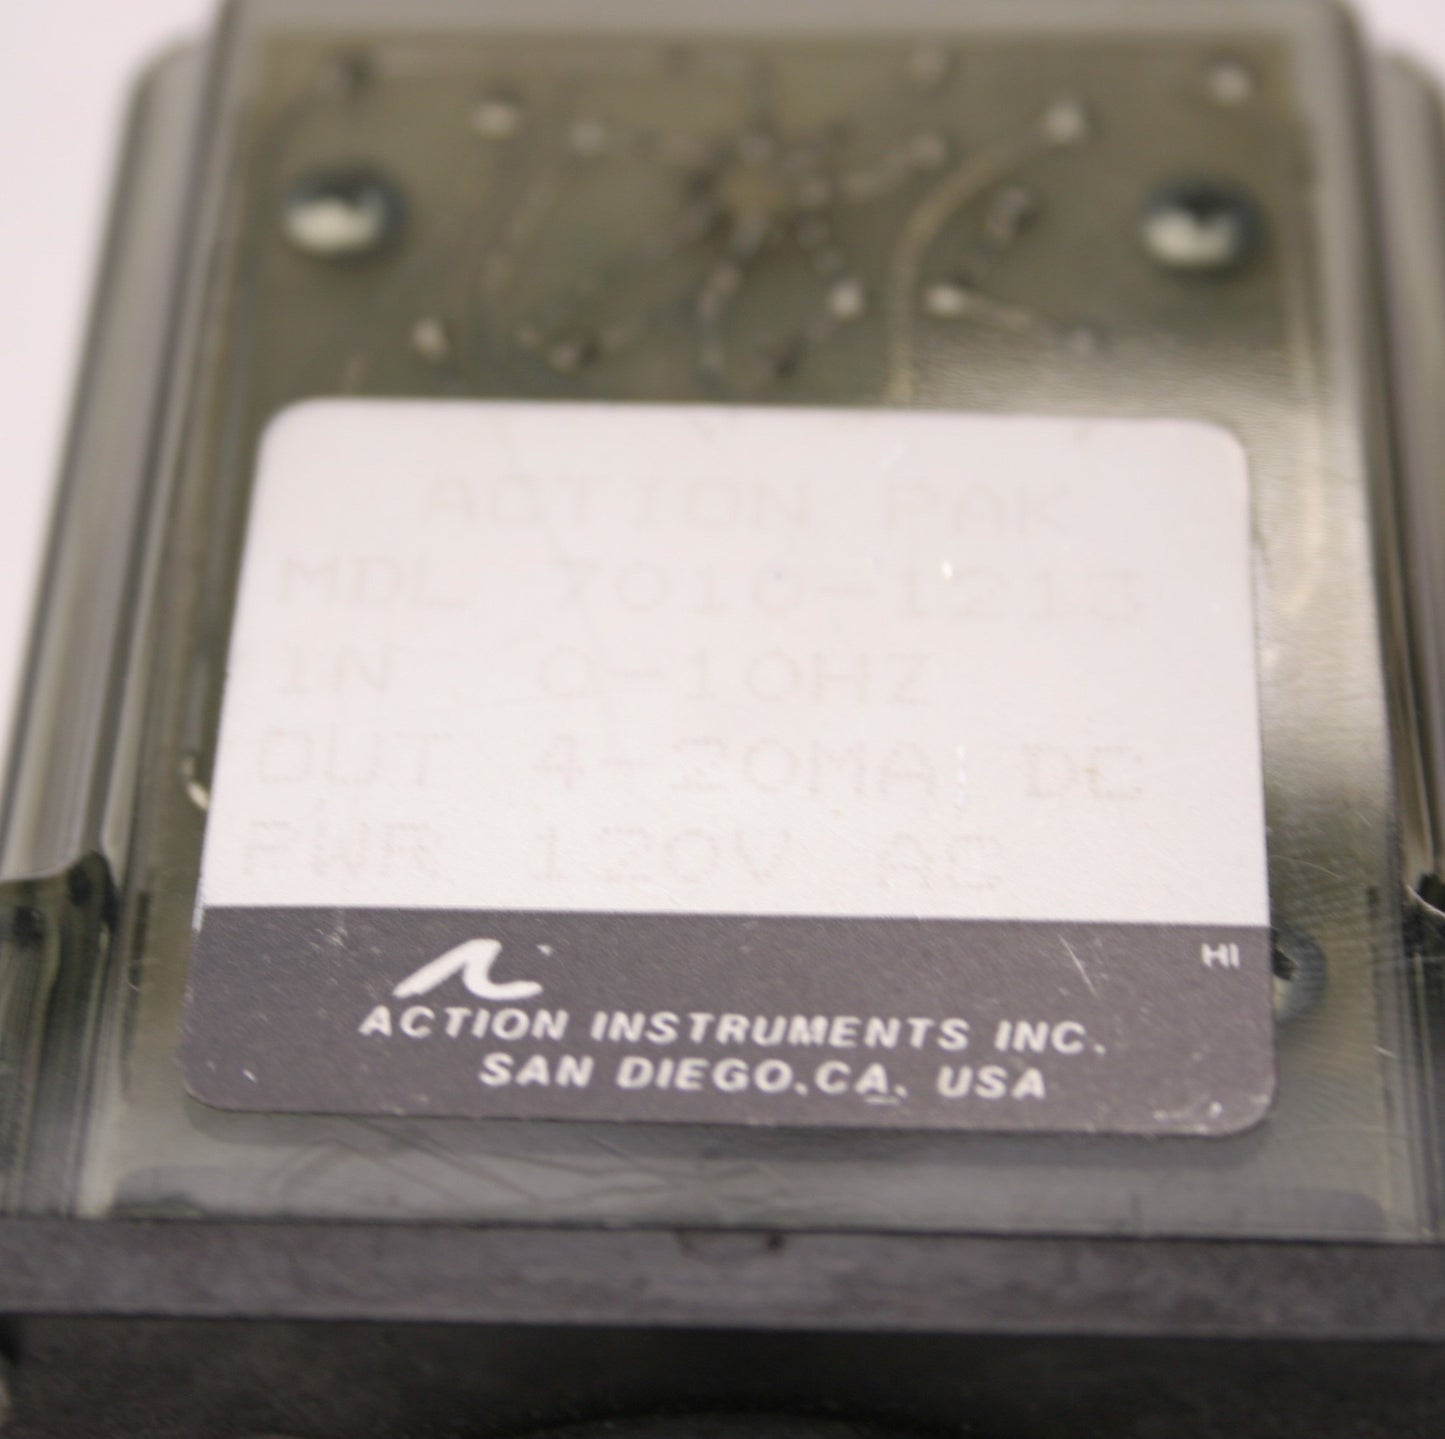 ACTION PAK
MDL 7010-1213
IN 0-10HZ
OUT 4-20MA DC
PWR 120V AC
HI
ACTION INSTRUMENTS INC.
SAN DIEGO.CA. USA